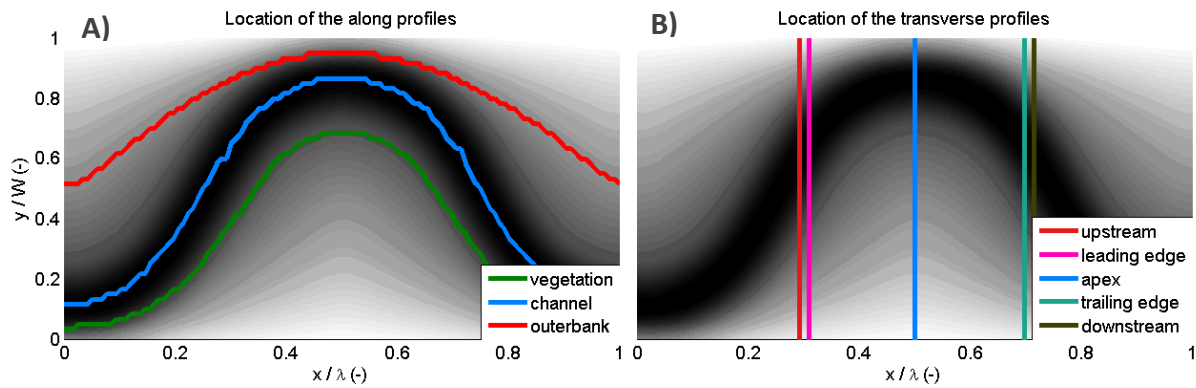 A)
Location of the along profiles
1
0.8
0.6
0.4
0.2
0
y / W (-)
0
0.2
0.4
0.6
0.8
1
x / λ (-)
vegetation
channel
outerbank
B)
Location of the transverse profiles
0
0.2
0.4
0.6
0.8
1
x / λ (-)
upstream
leading edge
apex
trailing edge
downstream